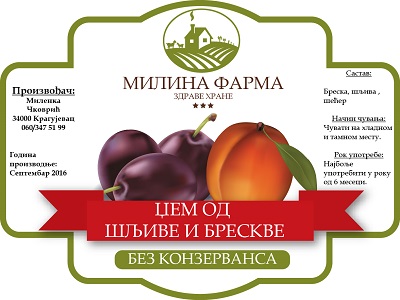 МИЛИНА ФАРМА
ЗДРАВЕ ХРАНЕ
Произвођач:
Миленка
Чковрић
34000 Крагујевац
060/347 51 99
Година
производње:
Септембар 2016
Састав:
Бреска, шљива ,
шећер
Начин чувања:
Чувати на хладном
и тамном месту.
Рок употребе:
Најбоље
употребити у року
од 6 месеци.
ЏЕМ ОД
ШЉИВЕ И БРЕСКВЕ
БЕЗ КОНЗЕРВАНСА